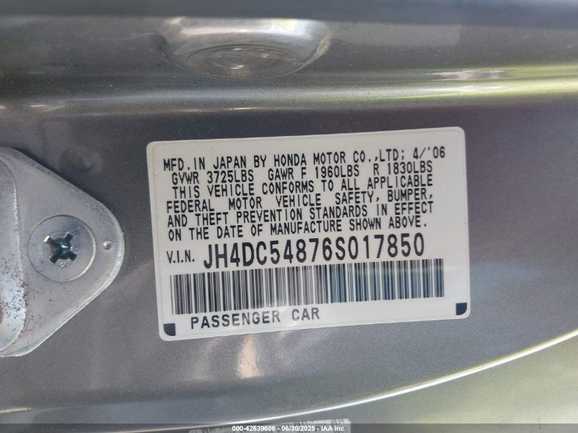 MFD. IN JAPAN BY HONDA MOTOR CO.,LTD; 4/'06
GVWR 3725LBS GAWR F 1960LBS R 1830LBS
THIS VEHICLE CONFORMS TO ALL APPLICABLE
FEDERAL MOTOR VEHICLE SAFETY, BUMPER,
AND THEFT PREVENTION STANDARDS IN EFFECT
ON THE DATE OF MANUFACTURE SHOWN ABOVE.
V.I.N. JH4DC54876S017850
PASSENGER CAR
000-42639606 - 06/30/2025 - IAA Inc.